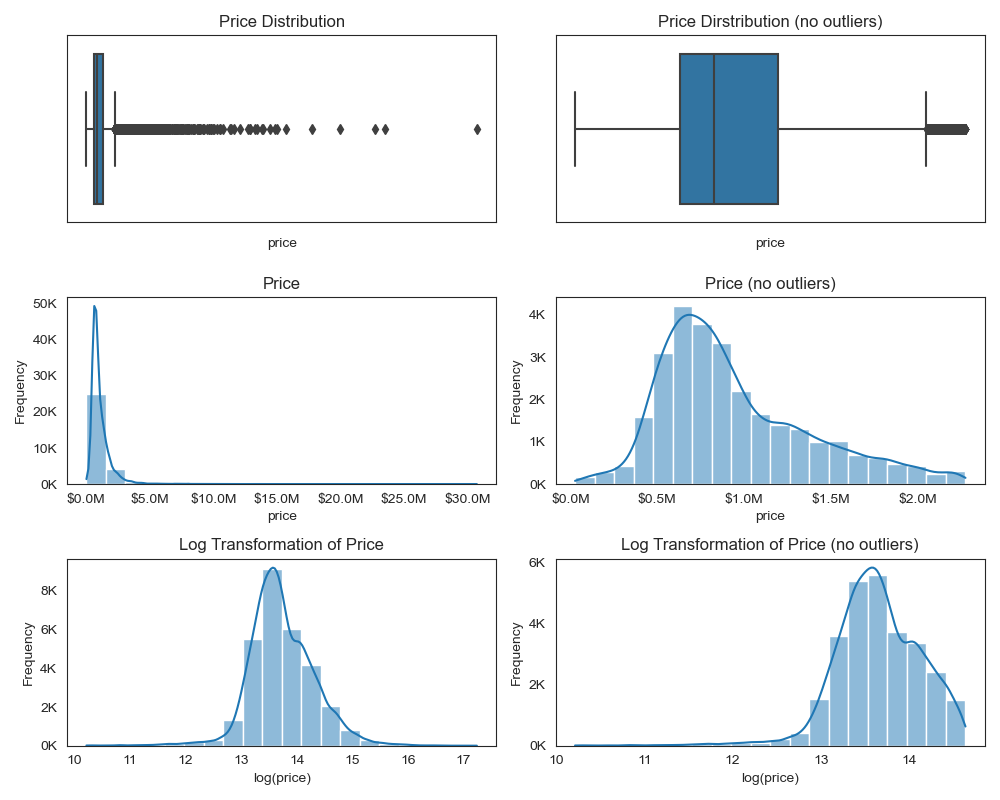 Price Distribution
price
Price Dirstribution (no outliers)
price
Price
Frequency
50K
40K
30K
20K
10K
0K
$0.0M $5.0M $10.0M $15.0M $20.0M $25.0M $30.0M
price
Price (no outliers)
Frequency
4K
3K
2K
1K
0K
$0.0M $0.5M $1.0M $1.5M $2.0M
price
Log Transformation of Price
Frequency
8K
6K
4K
2K
0K
10 11 12 13 14 15 16 17
log(price)
Log Transformation of Price (no outliers)
Frequency
6K
4K
2K
0K
10 11 12 13 14
log(price)